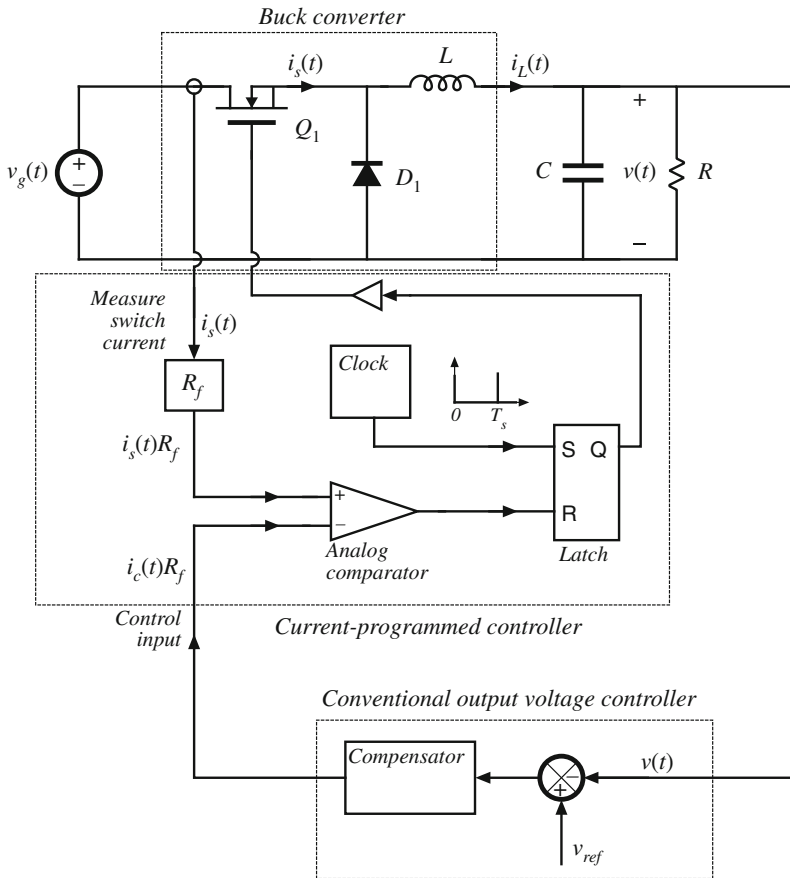 Buck converter
i_s(t)
L
i_L(t)
Q_1
+
+
−
v_g(t)
D_1
C
v(t)
R
−
Measure
switch
current
i_s(t)
Clock
R_f
0
T_s
S Q
i_s(t)R_f
+
−
R
Analog
comparator
Latch
i_c(t)R_f
Control
input
Current-programmed controller
Conventional output voltage controller
Compensator
−
+
v(t)
v_ref